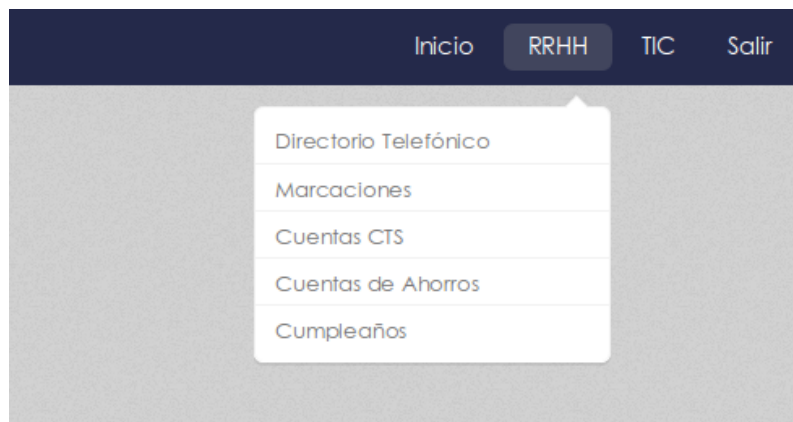 Inicio RRHH TIC Salir
Directorio Telefónico
Marcaciones
Cuentas CTS
Cuentas de Ahorros
Cumpleaños